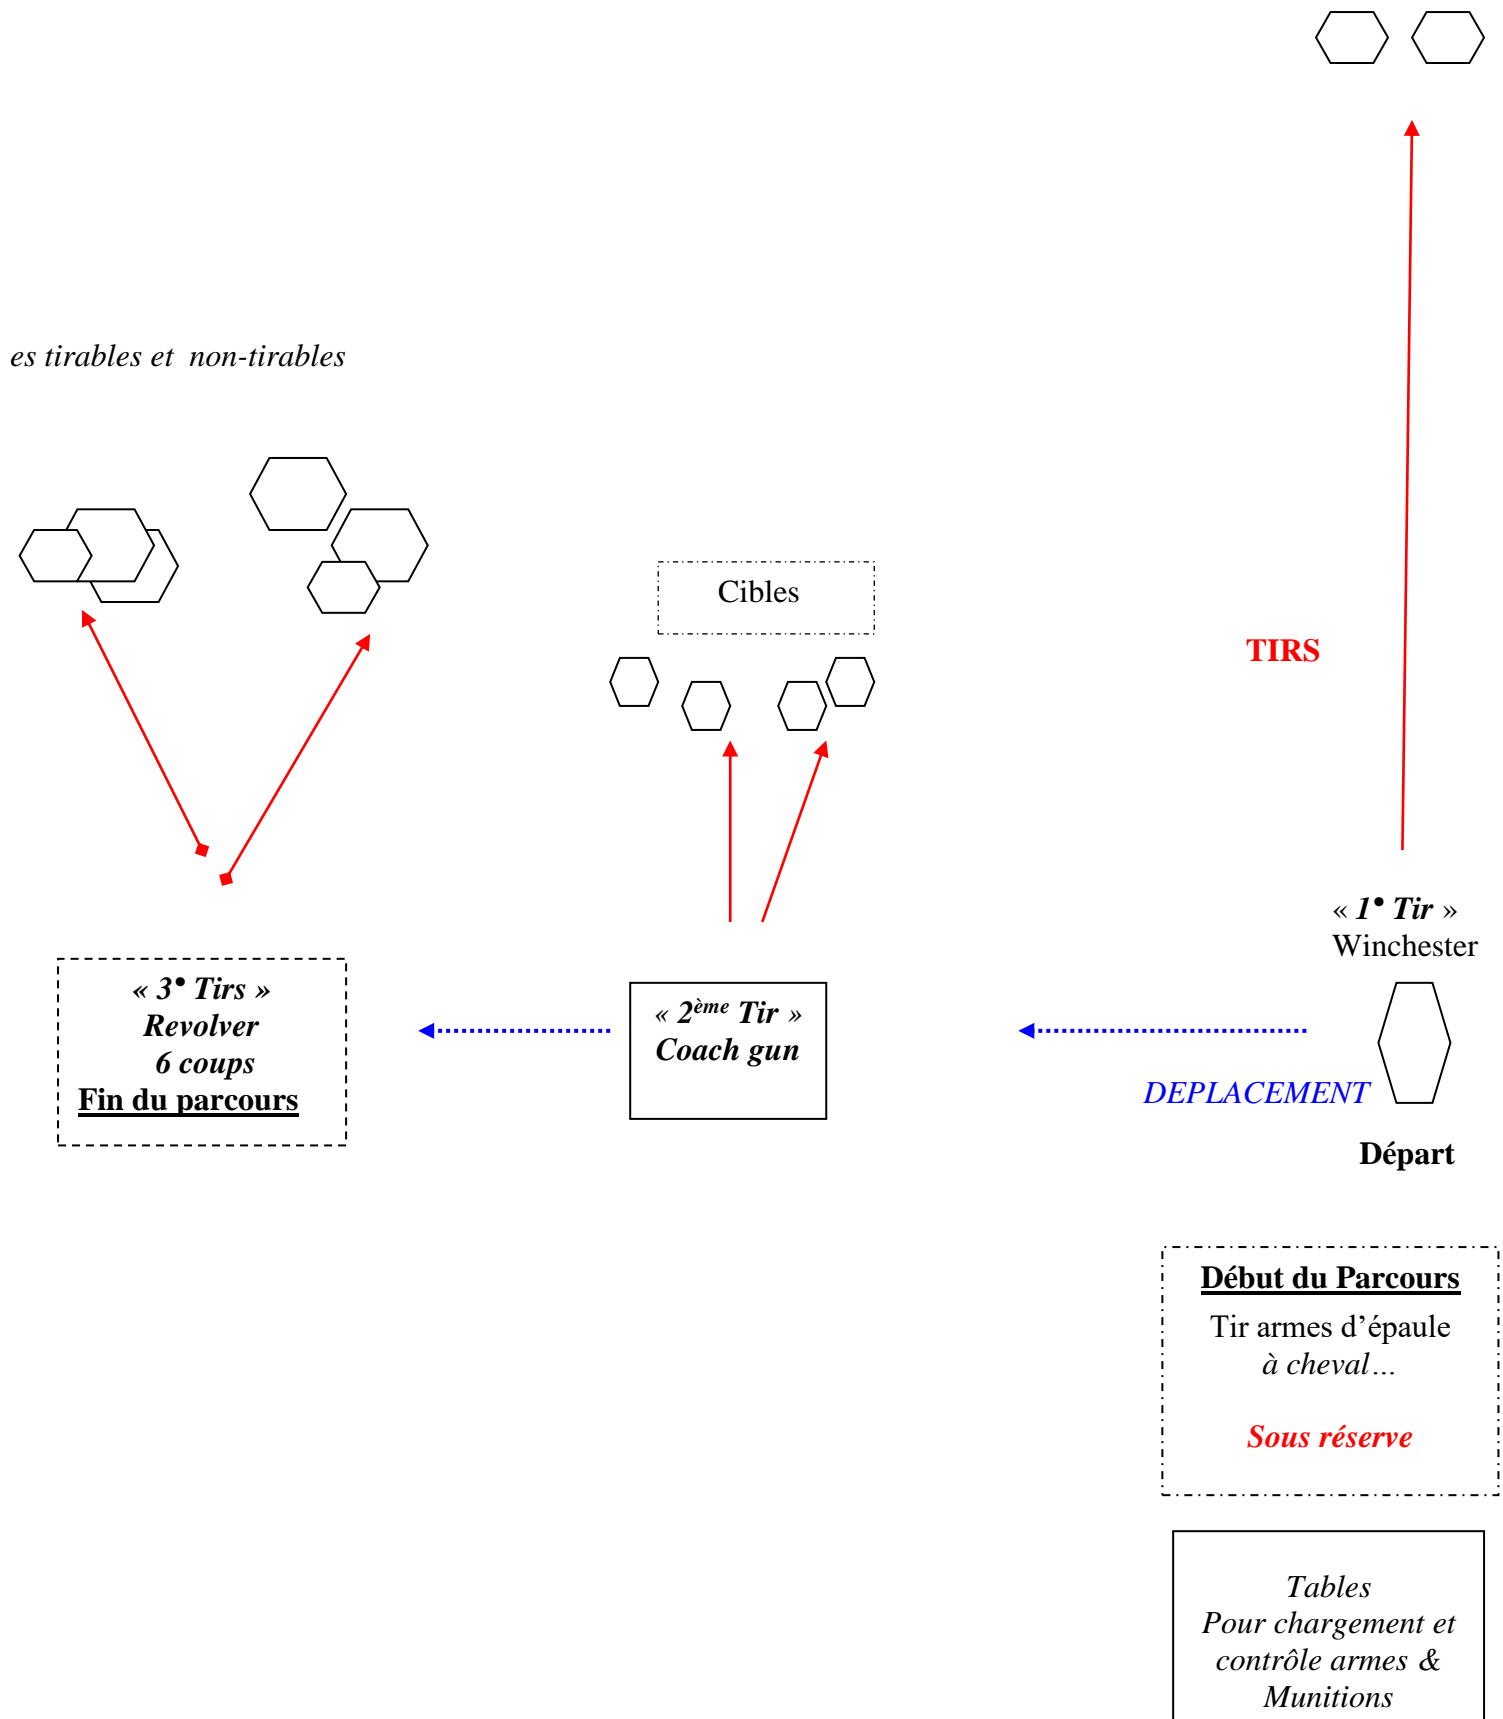 es tirables et  non-tirables
Cibles
TIRS
« 1° Tir »
Winchester
« 3° Tirs »
Revolver
6 coups
Fin du parcours
« 2ème Tir »
Coach gun
DEPLACEMENT
Départ
Début du Parcours
Tir armes d’épaule
à cheval…
Sous réserve
Tables
Pour chargement et
contrôle armes &
Munitions